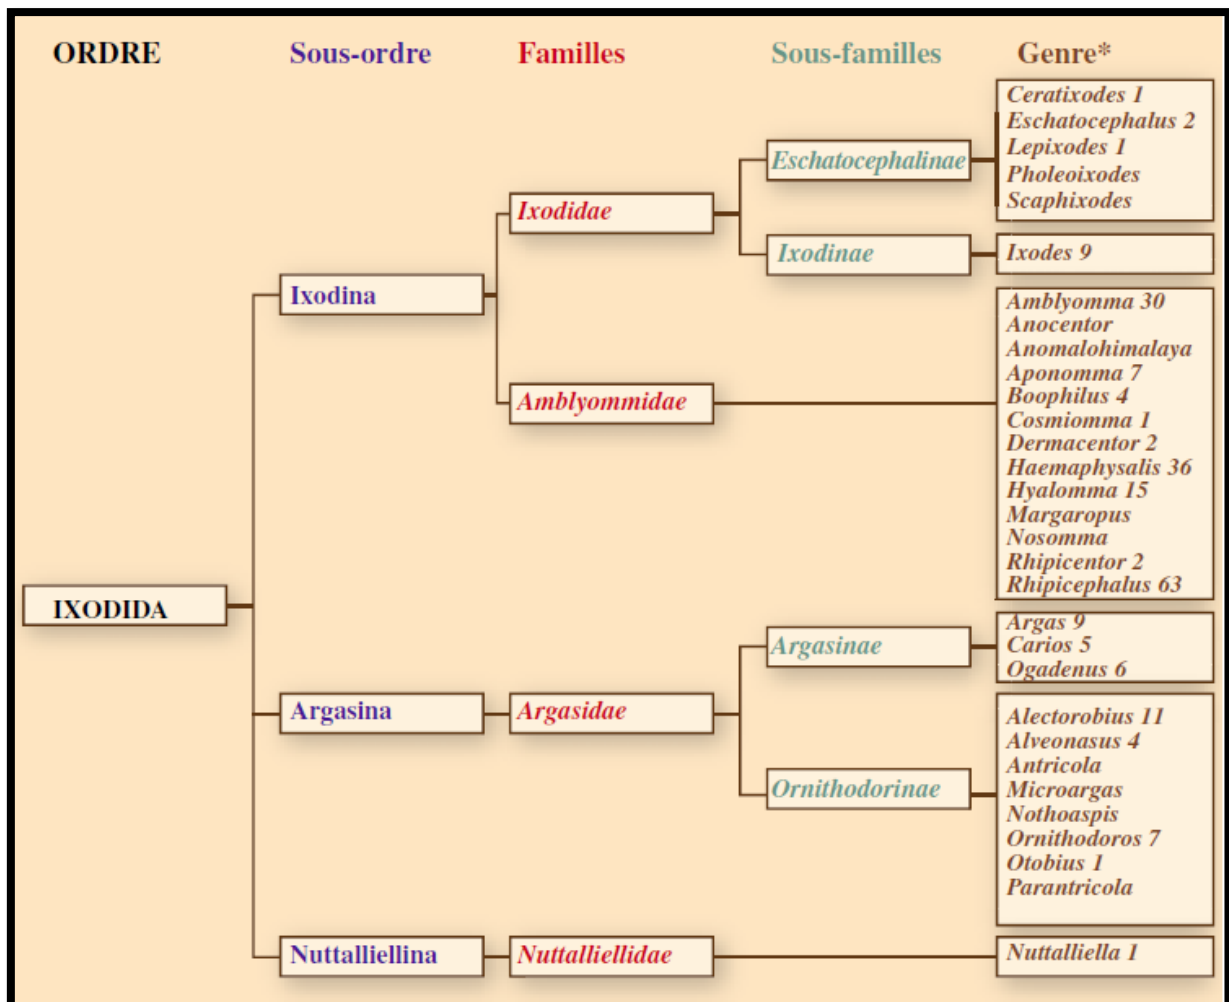 ORDRE Sous-ordre Familles Sous-familles Genre*
Ceratixodes 1
Eschatocephalus 2
Lepixodes 1
Pholeoixodes
Scaphixodes
Eschatocephalinae
Ixodidae
Ixodinae
Ixodes 9
Ixodina
Amblyomma 30
Anocentor
Anomalohimalaya
Aponomma 7
Boophilus 4
Cosmiomma 1
Dermacentor 2
Haemaphysalis 36
Hyalomma 15
Margaropus
Nosomma
Rhipicentor 2
Rhipicephalus 63
Amblyommidae
IXODIDA
Argasinae
Argas 9
Carios 5
Ogadenus 6
Argasina
Argasidae
Ornithodorinae
Alectorobius 11
Alveonasus 4
Antricola
Microargas
Nothoaspis
Ornithodoros 7
Otobius 1
Parantricola
Nuttalliellina
Nuttalliellidae
Nuttalliella 1